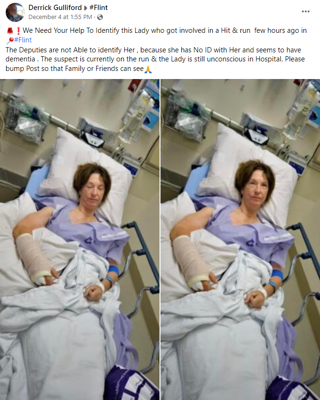 Derrick Gulliford ▸ #Flint
December 4 at 1:55 PM ·
🚨❗We Need Your Help To Identify this Lady who got involved in a Hit & run few hours ago in
📌#Flint
The Deputies are not Able to identify Her , because she has No ID with Her and seems to have
dementia . The suspect is currently on the run & the Lady is still unconscious in Hospital. Please
bump Post so that Family or Friends can see🙏